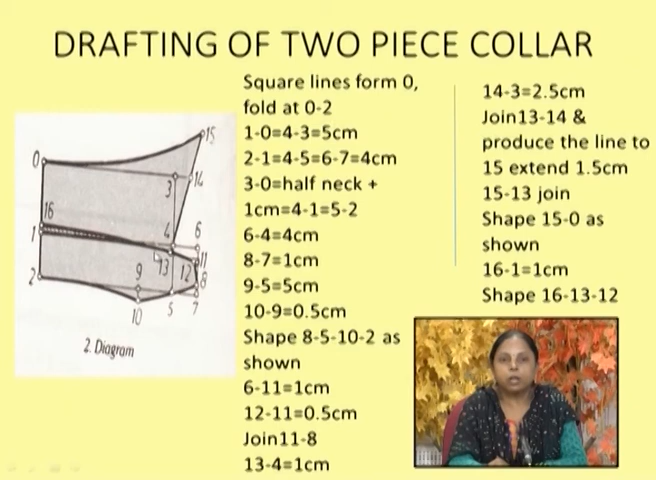 DRAFTING OF TWO PIECE COLLAR
Square lines form 0,
fold at 0-2
1-0=4-3=5cm
2-1=4-5=6-7=4cm
3-0=half neck +
1cm=4-1=5-2
6-4=4cm
8-7=1cm
9-5=5cm
10-9=0.5cm
Shape 8-5-10-2 as
shown
6-11=1cm
12-11=0.5cm
Join11-8
13-4=1cm
14-3=2.5cm
Join13-14 &
produce the line to
15 extend 1.5cm
15-13 join
Shape 15-0 as
shown
16-1=1cm
Shape 16-13-12
0
15
3
14
16
1
4
6
13
12
11
2
9
8
10
5
7
2. Diagram